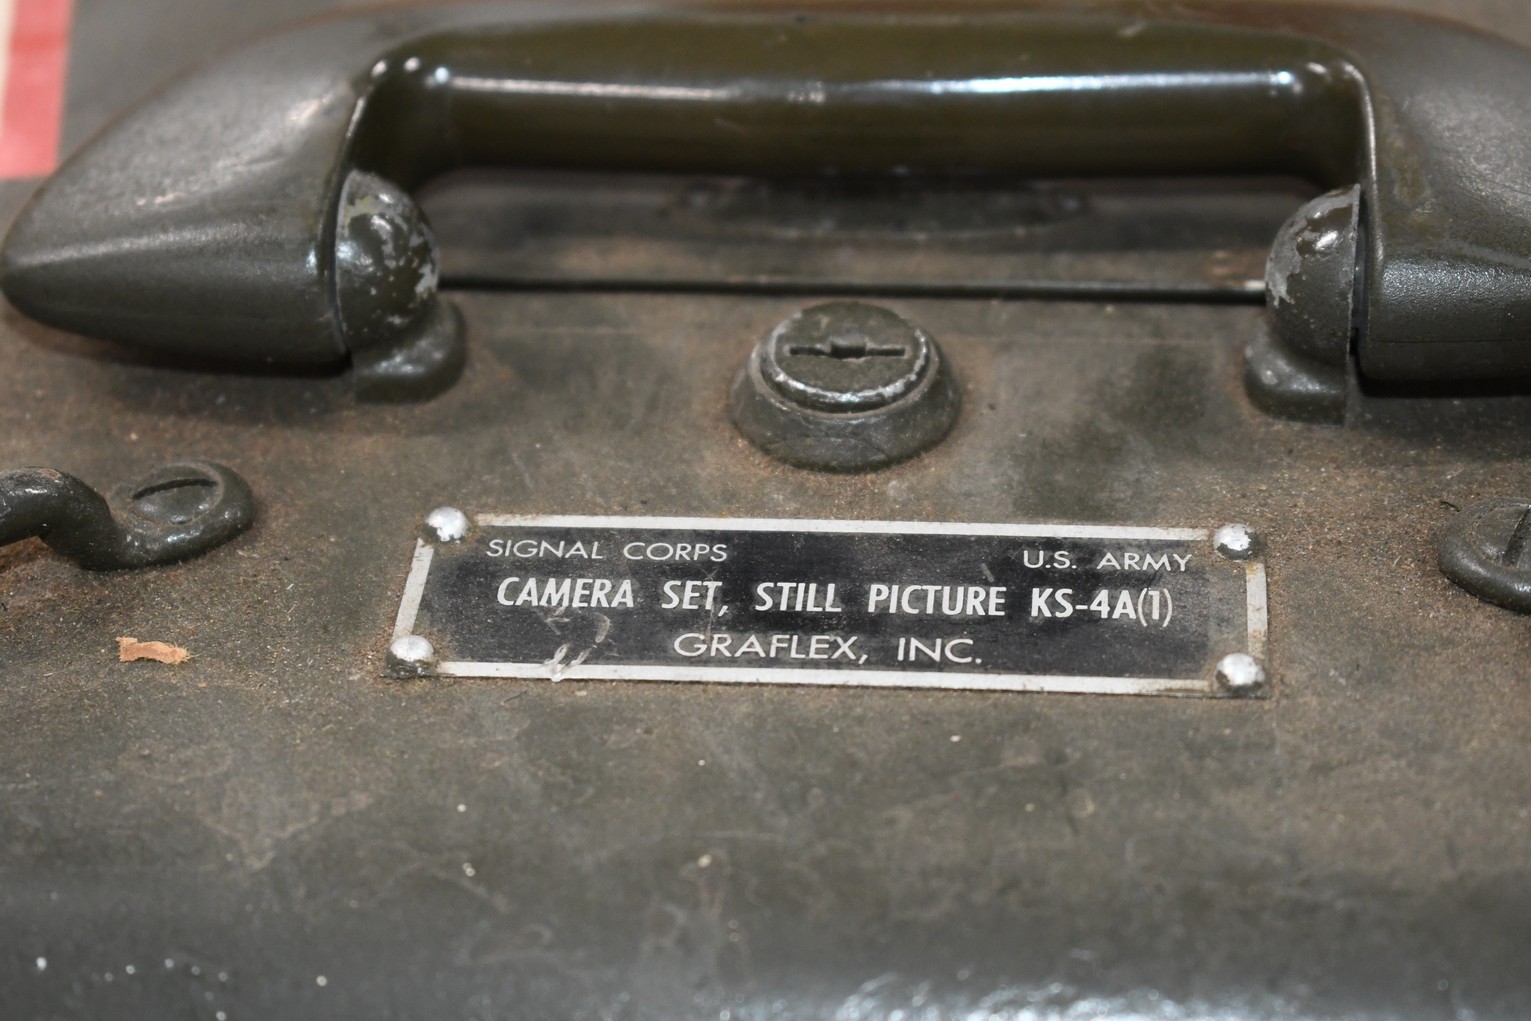 SIGNAL CORPS U.S. ARMY
CAMERA SET, STILL PICTURE KS-4A(1)
GRAFLEX, INC.